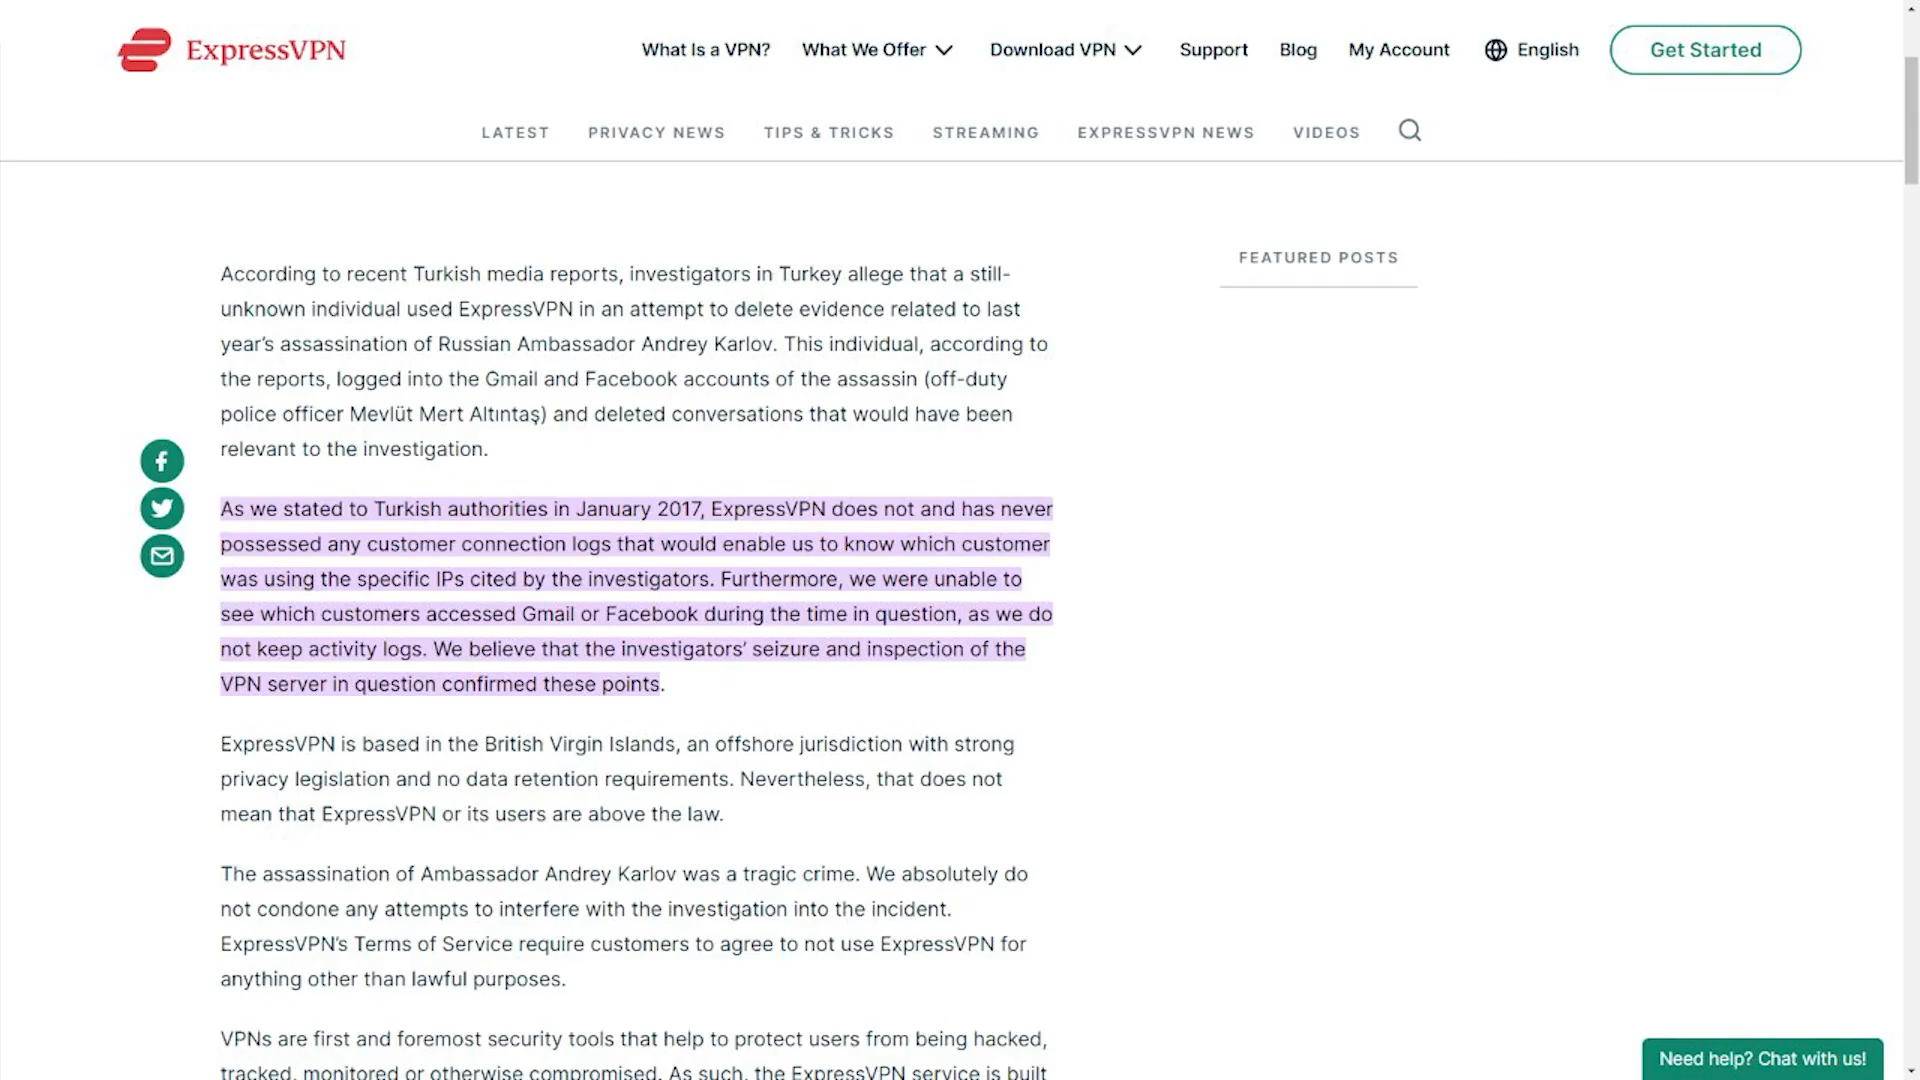 ExpressVPN
What Is a VPN? What We Offer Download VPN Support Blog My Account English Get Started
LATEST PRIVACY NEWS TIPS & TRICKS STREAMING EXPRESSVPN NEWS VIDEOS
According to recent Turkish media reports, investigators in Turkey allege that a still-
unknown individual used ExpressVPN in an attempt to delete evidence related to last
year’s assassination of Russian Ambassador Andrey Karlov. This individual, according to
the reports, logged into the Gmail and Facebook accounts of the assassin (off-duty
police officer Mevlüt Mert Altıntaş) and deleted conversations that would have been
relevant to the investigation.
As we stated to Turkish authorities in January 2017, ExpressVPN does not and has never
possessed any customer connection logs that would enable us to know which customer
was using the specific IPs cited by the investigators. Furthermore, we were unable to
see which customers accessed Gmail or Facebook during the time in question, as we do
not keep activity logs. We believe that the investigators’ seizure and inspection of the
VPN server in question confirmed these points.
ExpressVPN is based in the British Virgin Islands, an offshore jurisdiction with strong
privacy legislation and no data retention requirements. Nevertheless, that does not
mean that ExpressVPN or its users are above the law.
The assassination of Ambassador Andrey Karlov was a tragic crime. We absolutely do
not condone any attempts to interfere with the investigation into the incident.
ExpressVPN’s Terms of Service require customers to agree to not use ExpressVPN for
anything other than lawful purposes.
VPNs are first and foremost security tools that help to protect users from being hacked,
tracked, monitored or otherwise compromised. As such, the ExpressVPN service is built
FEATURED POSTS
Need help? Chat with us!